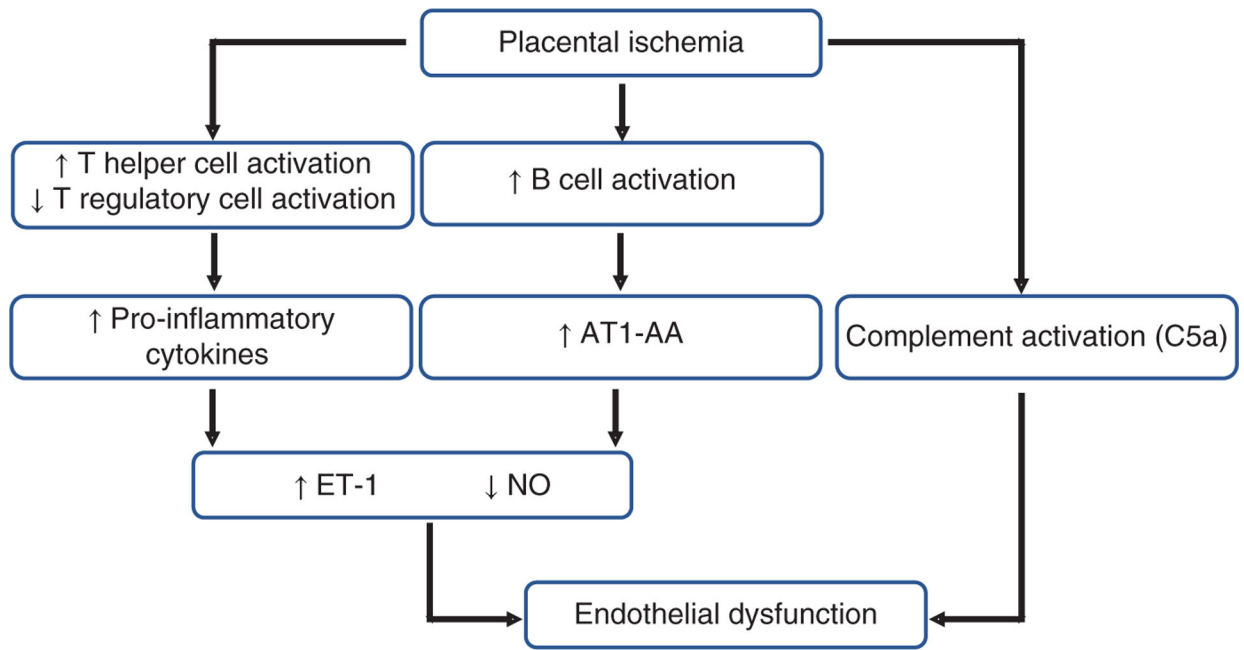 Placental ischemia
↑ T helper cell activation
↓ T regulatory cell activation
↑ B cell activation
↑ Pro-inflammatory
cytokines
↑ AT1-AA
Complement activation (C5a)
↑ ET-1 ↓ NO
Endothelial dysfunction